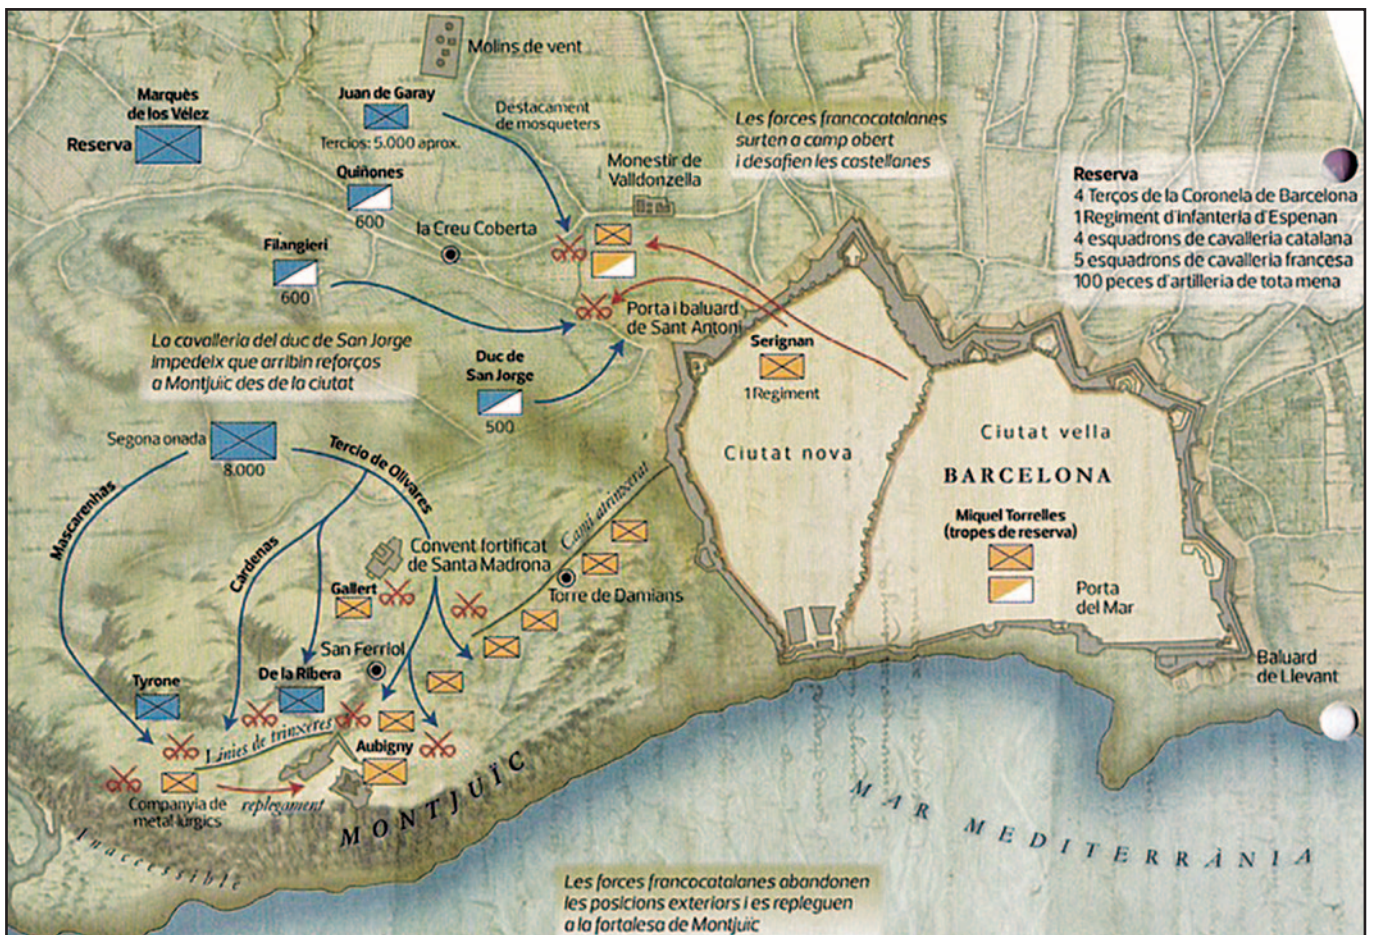 Molins de vent
Marquès
de los Vélez
Reserva
Juan de Garay
Tercios: 5.000 aprox.
Destacament
de mosqueters
Les forces francocatalanes
surten a camp obert
i desafien les castellanes
Quiñones
600
Monestir de
Valldonzella
Reserva
4 Terços de la Coronela de Barcelona
1 Regiment d'infanteria d'Espenan
4 esquadrons de cavalleria catalana
5 esquadrons de cavalleria francesa
100 peces d'artilleria de tota mena
la Creu Coberta
Filangieri
600
Porta i baluard
de Sant Antoni
La cavalleria del duc de San Jorge
impedeix que arribin reforços
a Montjuïc des de la ciutat
Duc de
San Jorge
500
Serignan
1 Regiment
Segona onada
8.000
Tercio de Olivares
Mascarenhas
Cardenas
Ciutat nova
Ciutat vella
BARCELONA
Miquel Torrelles
(tropes de reserva)
Porta
del Mar
Camí atrinxerat
Convent fortificat
de Santa Madrona
Gallert
Torre de Damians
San Ferriol
De la Ribera
Tyrone
Baluard
de Llevant
Línies de trinxeres
Aubigny
Companyia de
metal·lúrgics
replegament
MONTJUÏC
Inaccessible
MAR MEDITERRÀNIA
Les forces francocatalanes abandonen
les posicions exteriors i es repleguen
a la fortalesa de Montjuïc